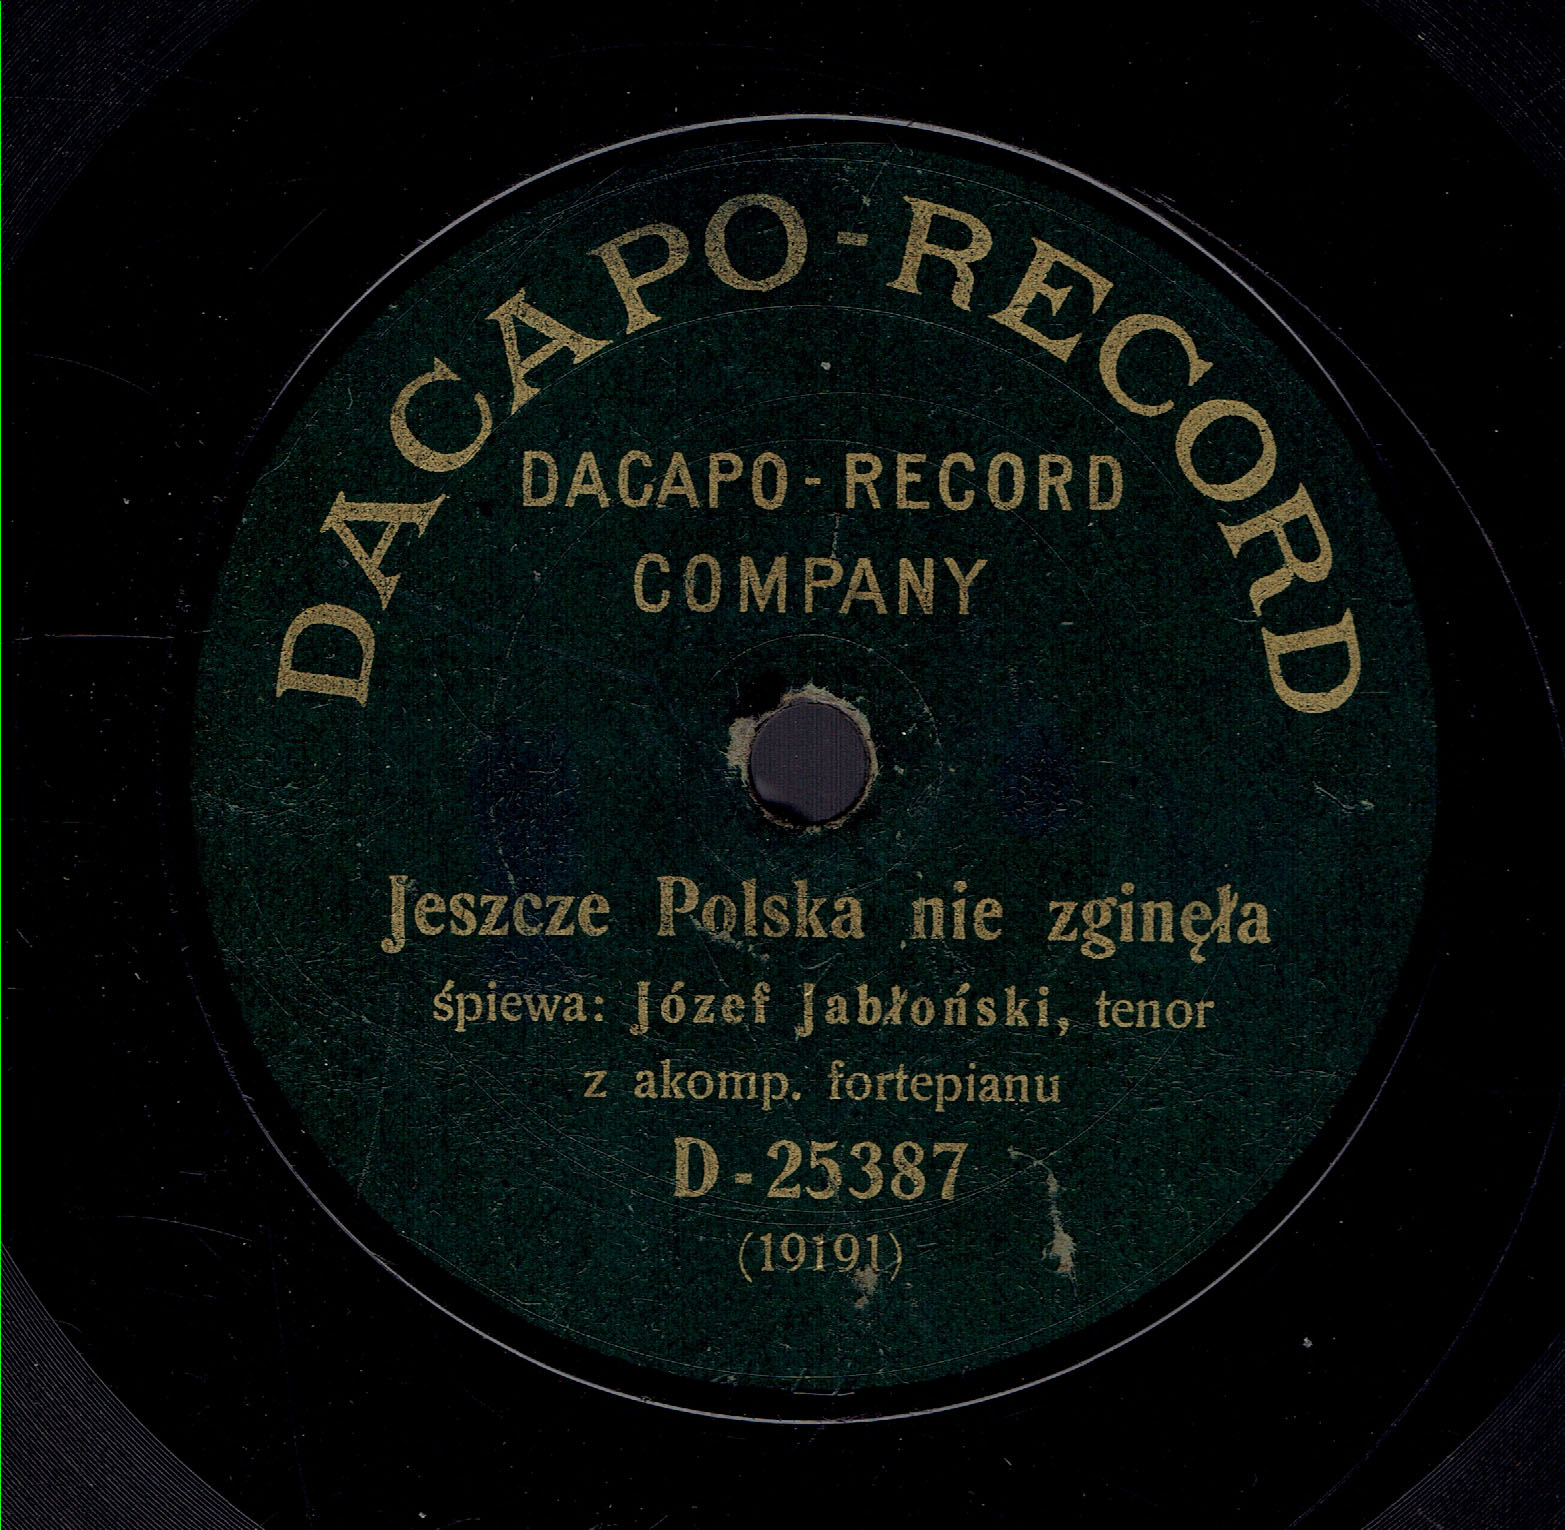 DACAPO-RECORD
DACAPO-RECORD
COMPANY
Jeszcze Polska nie zginęła
śpiewa: Józef Jabłoński, tenor
z akomp. fortepianu
D-25387
(19191)